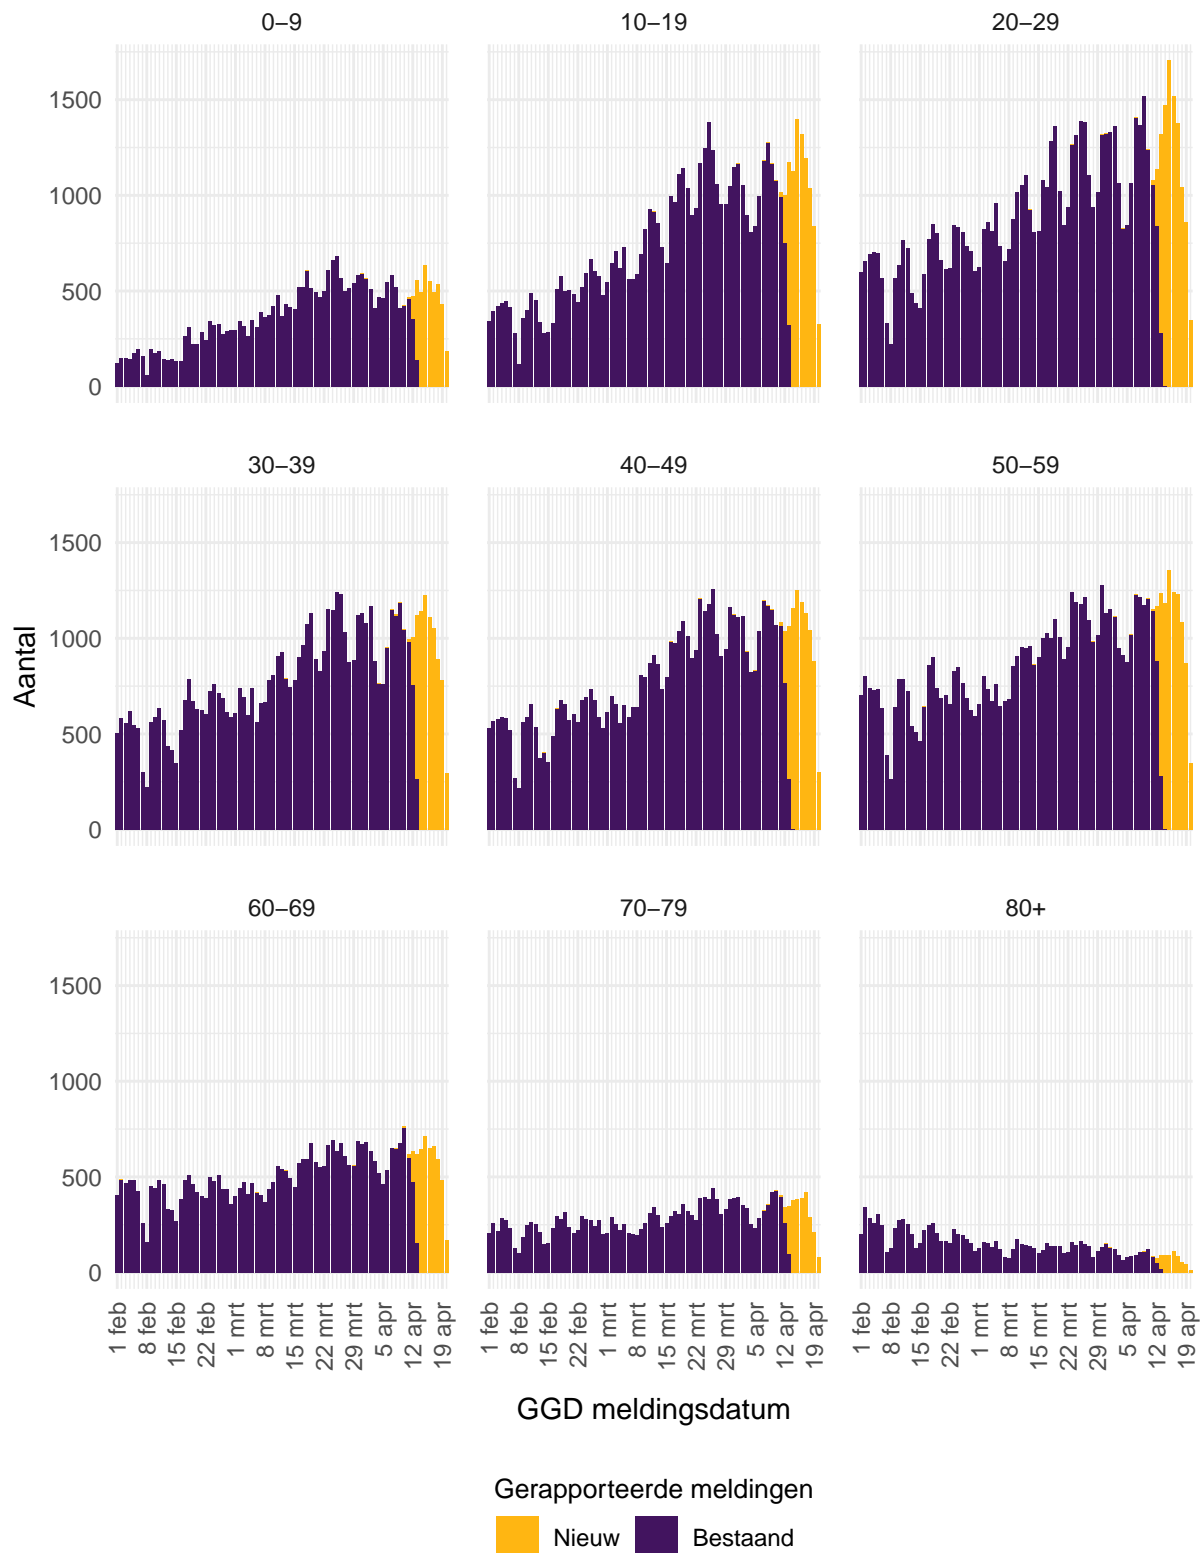 0–9 10–19 20–29
1500
1000
500
0
30–39 40–49 50–59
1500
1000
500
0
Aantal
60–69 70–79 80+
1500
1000
500
0
1 feb 8 feb 15 feb 22 feb 1 mrt 8 mrt 15 mrt 22 mrt 29 mrt 5 apr 12 apr 19 apr 1 feb 8 feb 15 feb 22 feb 1 mrt 8 mrt 15 mrt 22 mrt 29 mrt 5 apr 12 apr 19 apr 1 feb 8 feb 15 feb 22 feb 1 mrt 8 mrt 15 mrt 22 mrt 29 mrt 5 apr 12 apr 19 apr
GGD meldingsdatum
Gerapporteerde meldingen
Nieuw Bestaand